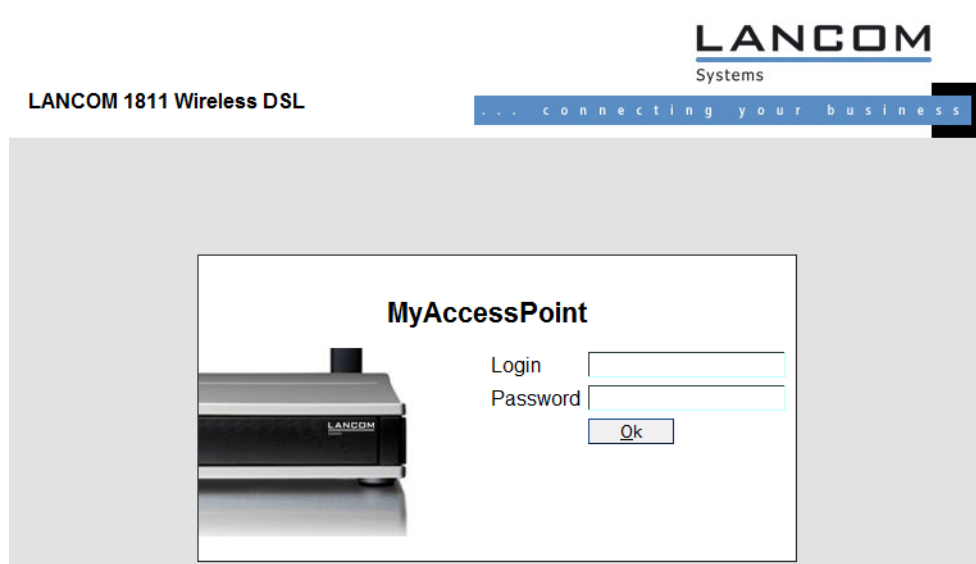 LANCOM
Systems
LANCOM 1811 Wireless DSL
... connecting your business
MyAccessPoint
Login
Password
Ok
LANCOM